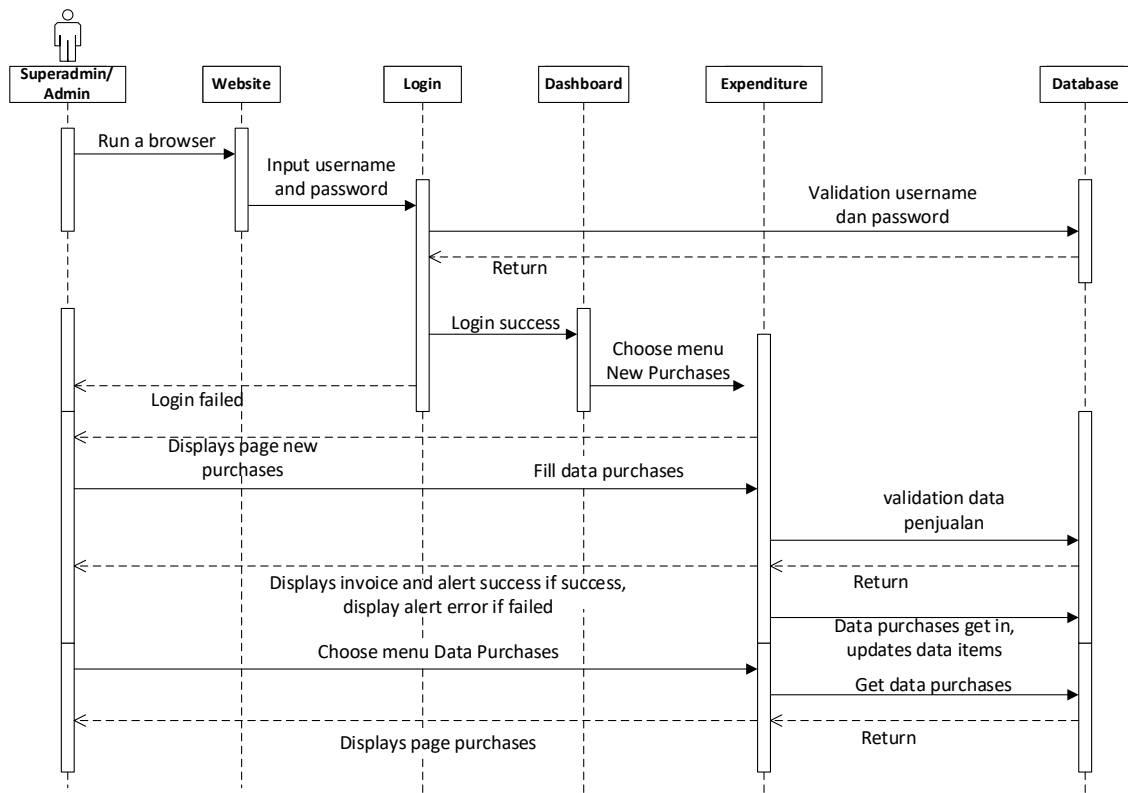 Superadmin/
Admin
Website
Login
Dashboard
Expenditure
Database
Run a browser
Input username
and password
Validation username
dan password
Return
Login success
Choose menu
New Purchases
Login failed
Displays page new
purchases
Fill data purchases
validation data
penjualan
Return
Displays invoice and alert success if success,
display alert error if failed
Data purchases get in,
updates data items
Choose menu Data Purchases
Get data purchases
Return
Displays page purchases